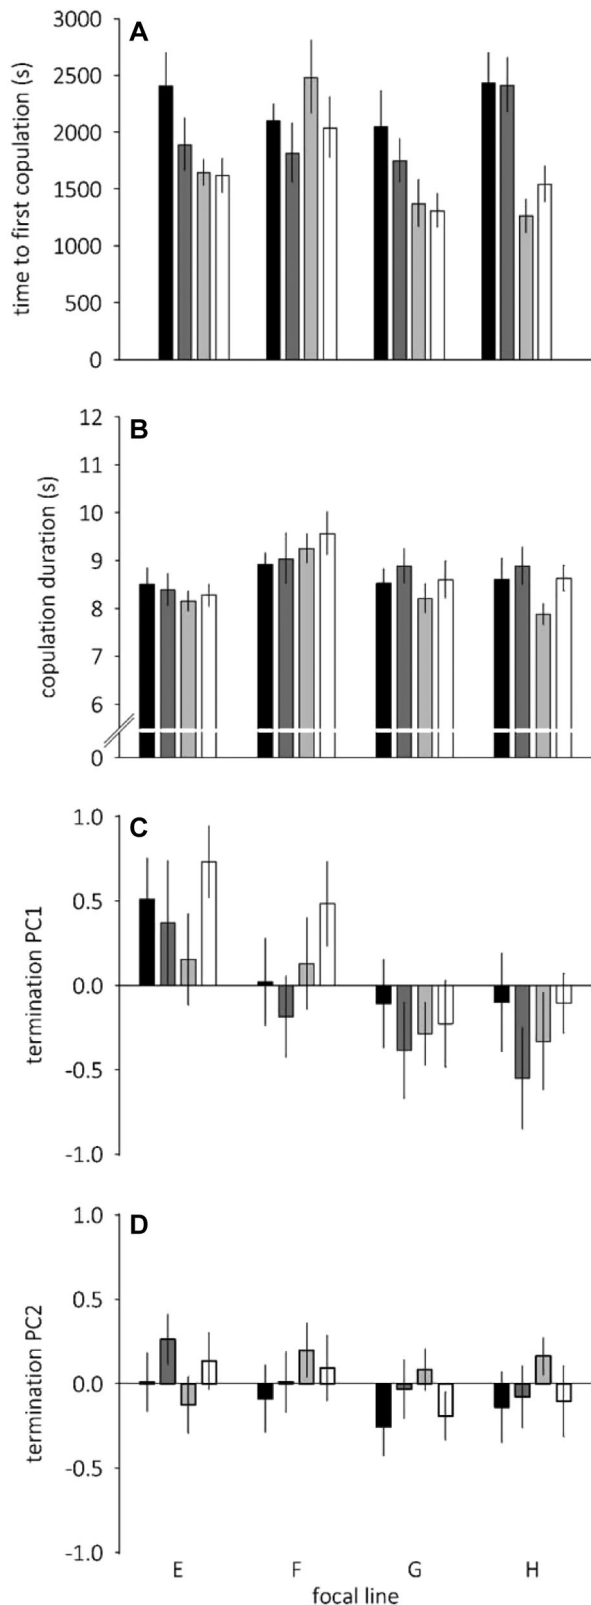 A
3000
2500
2000
1500
1000
500
0
time to first copulation (s)
B
12
11
10
9
8
7
6
0
copulation duration (s)
C
1.0
0.5
0.0
-0.5
-1.0
termination PC1
D
1.0
0.5
0.0
-0.5
-1.0
termination PC2
E F G H
focal line